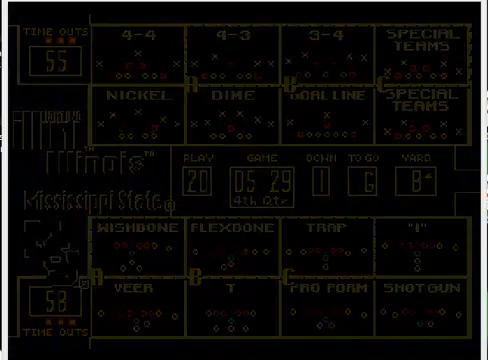 TIME OUTS 4-4 4-3 3-4 SPECIAL TEAMS
55
NICKEL DIME GOAL LINE SPECIAL TEAMS
A B C
Illinois™
PLAY GAME DOWN TO GO YARD
20 05 29 1 G 8
4th Qtr
Mississippi State
WISHBONE FLEXBONE TRAP "I"
A B C
VEER T PRO FORM SHOTGUN
58
TIME OUTS